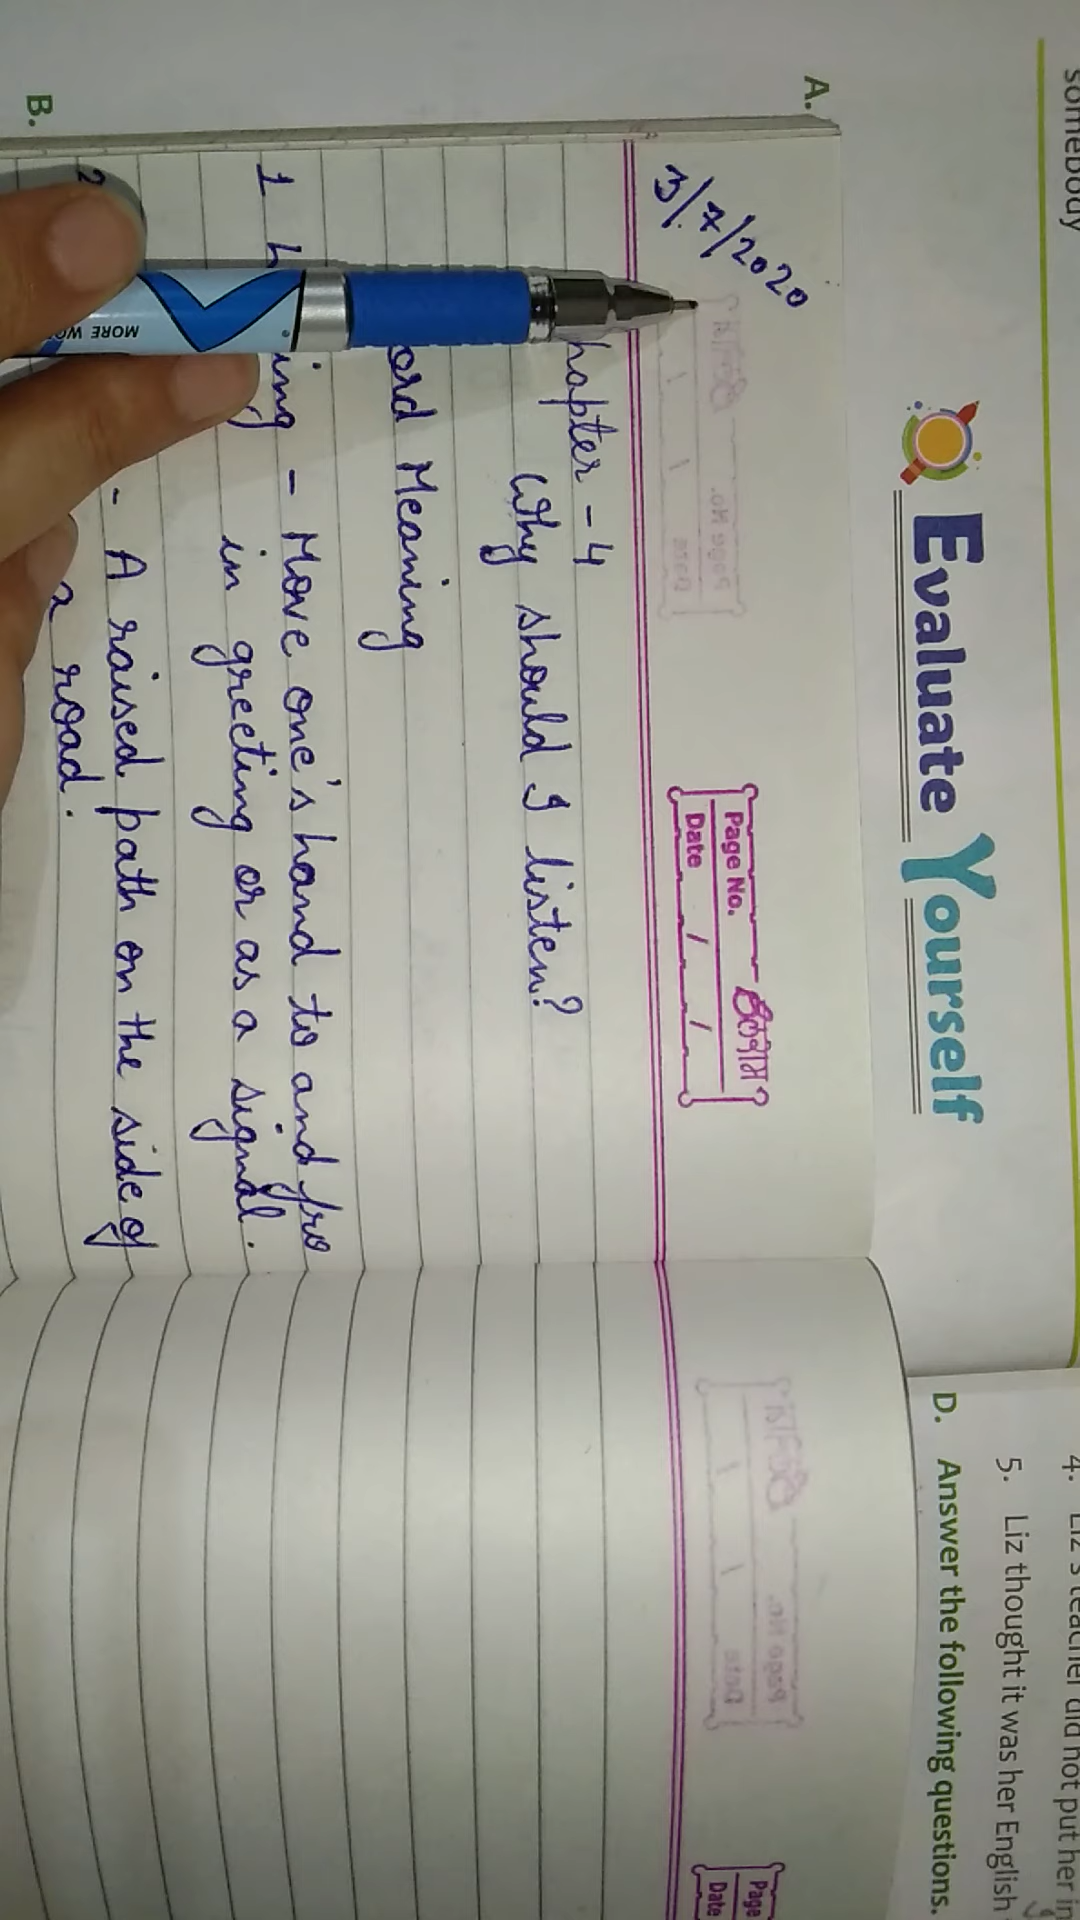 somebody
A.
Evaluate Yourself
4. Liz's teacher did not put her in
5. Liz thought it was her English
D. Answer the following questions.
3/7/2020
Page No.
Date / /
hapter - 4
Why should I listen?
ord Meaning
1 h ing - Move one's hand to and fro
in greeting or as a signal.
2 - A raised path on the side of
a road.
B.
MORE
Page
Date